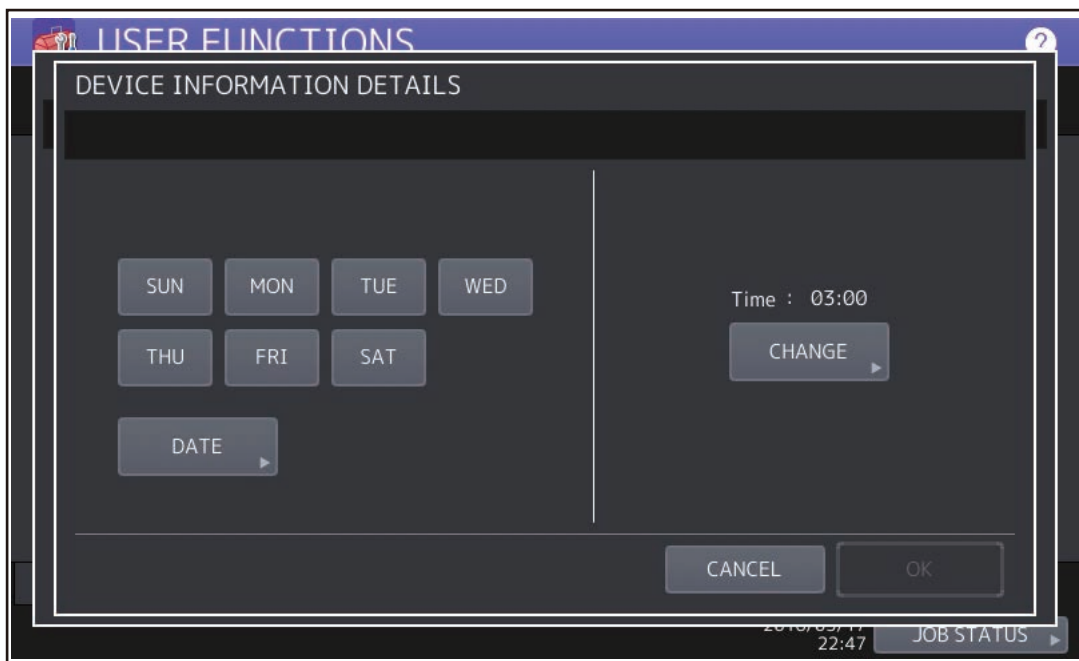 USER FUNCTIONS
?
DEVICE INFORMATION DETAILS
SUN MON TUE WED
Time : 03:00
THU FRI SAT
CHANGE
DATE
CANCEL OK
22:47
JOB STATUS